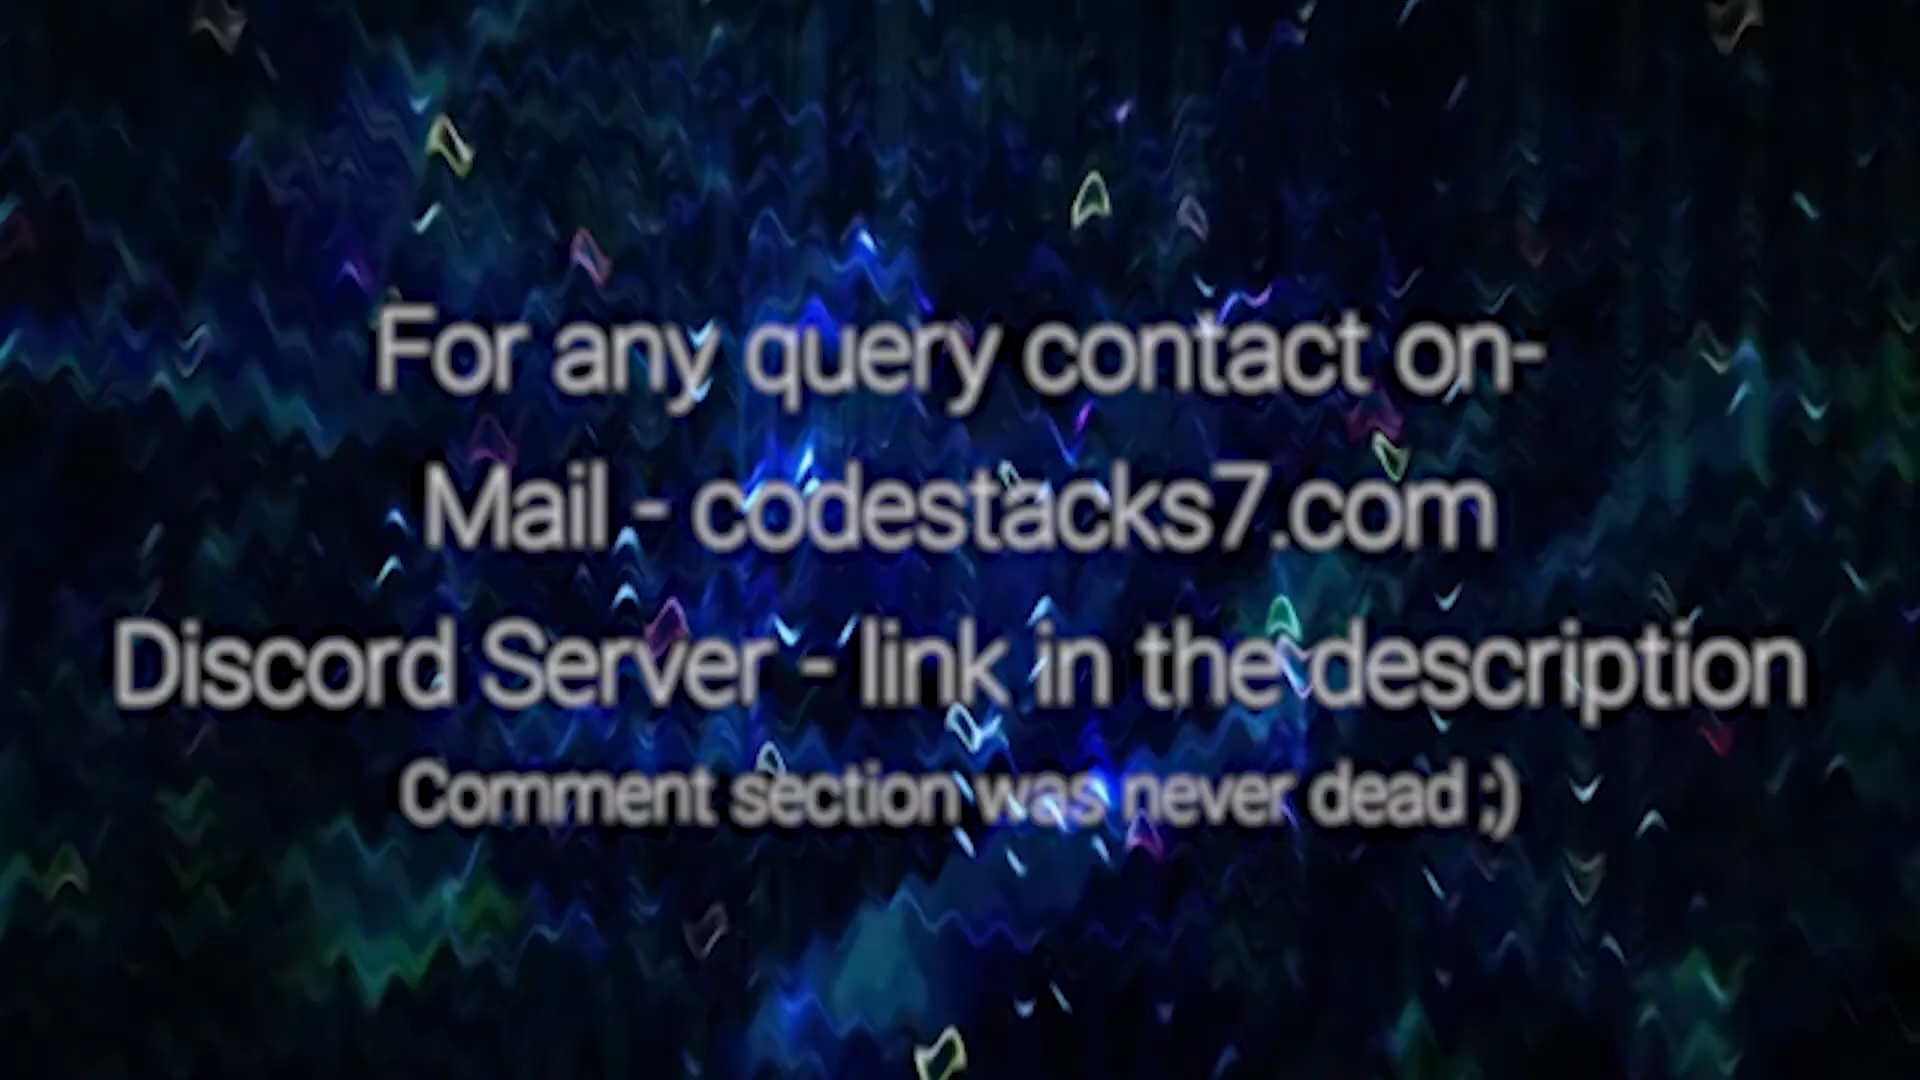 For any query contact on-
Mail - codestacks7.com
Discord Server - link in the description
Comment section was never dead ;)